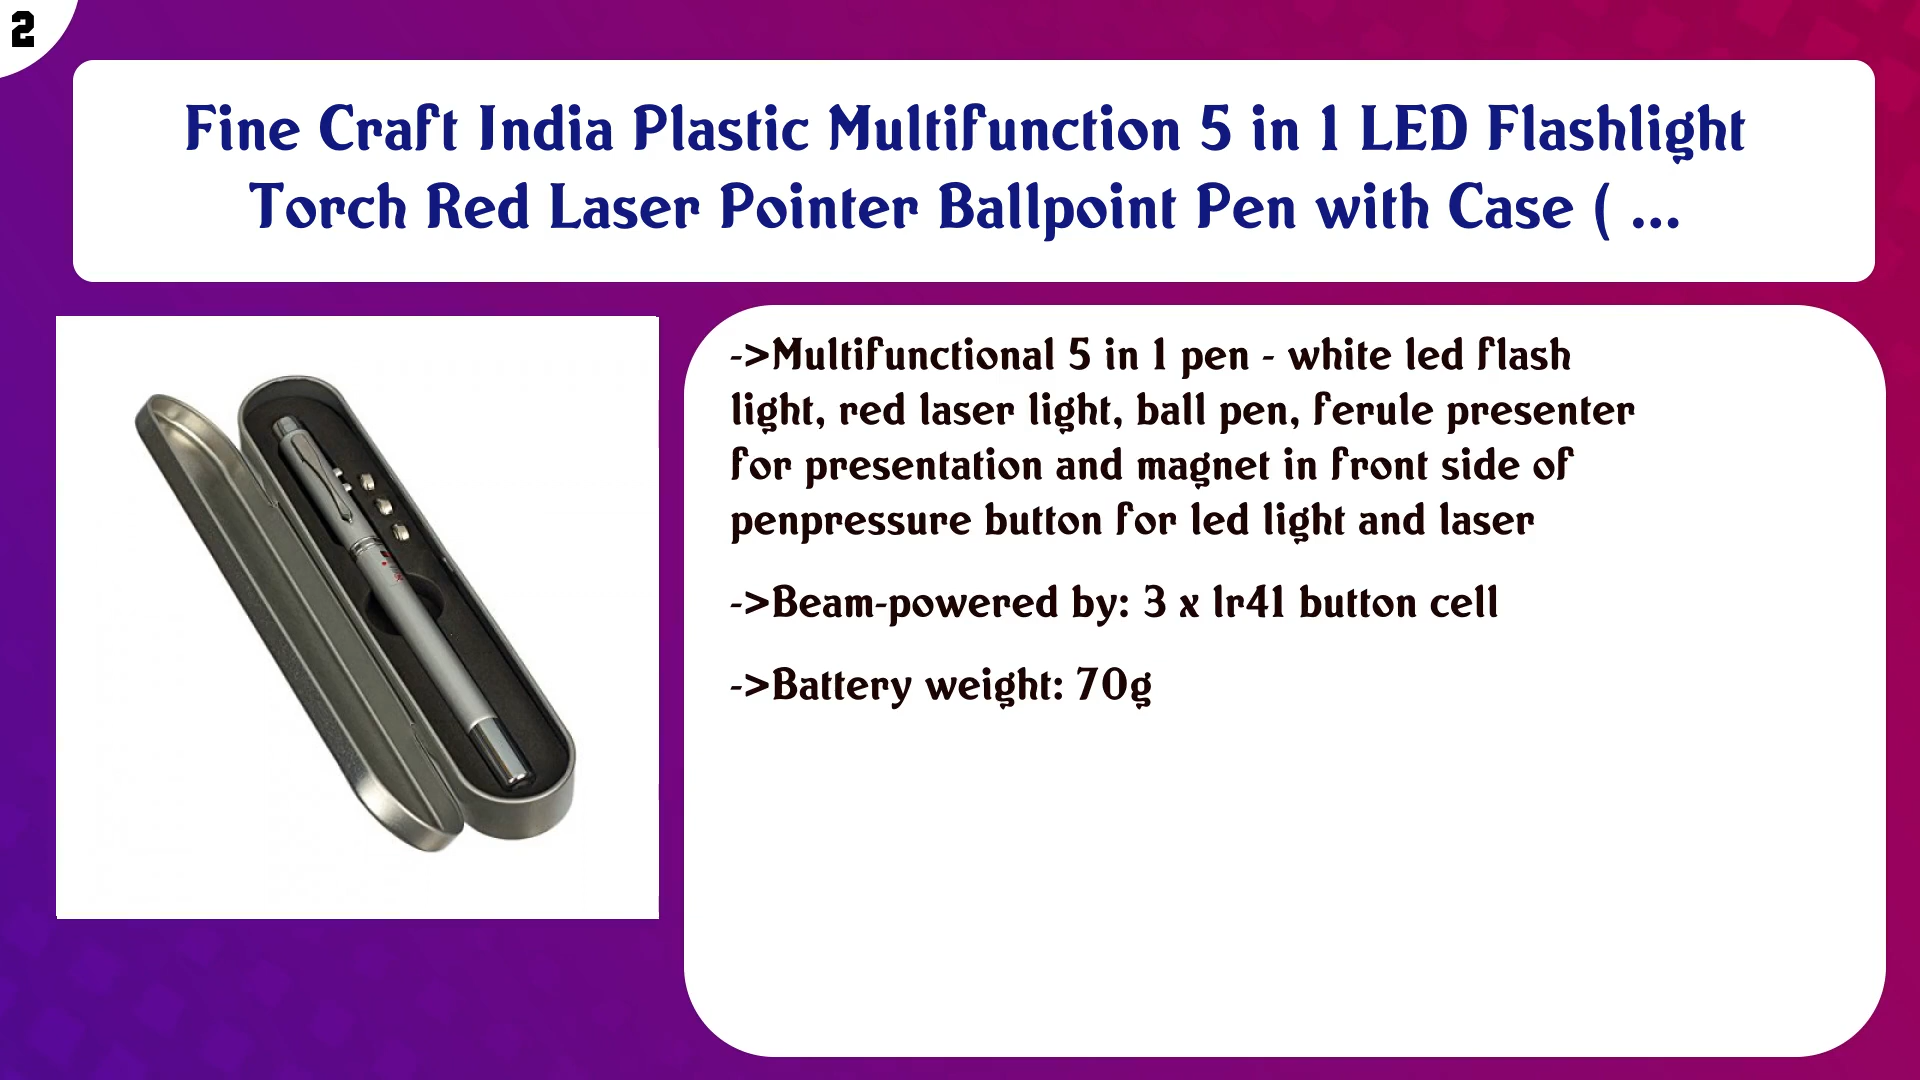 2
Fine Craft India Plastic Multifunction 5 in 1 LED Flashlight
Torch Red Laser Pointer Ballpoint Pen with Case ( ...
->Multifunctional 5 in 1 pen - white led flash
light, red laser light, ball pen, ferule presenter
for presentation and magnet in front side of
penpressure button for led light and laser
->Beam-powered by: 3 x lr41 button cell
->Battery weight: 70g